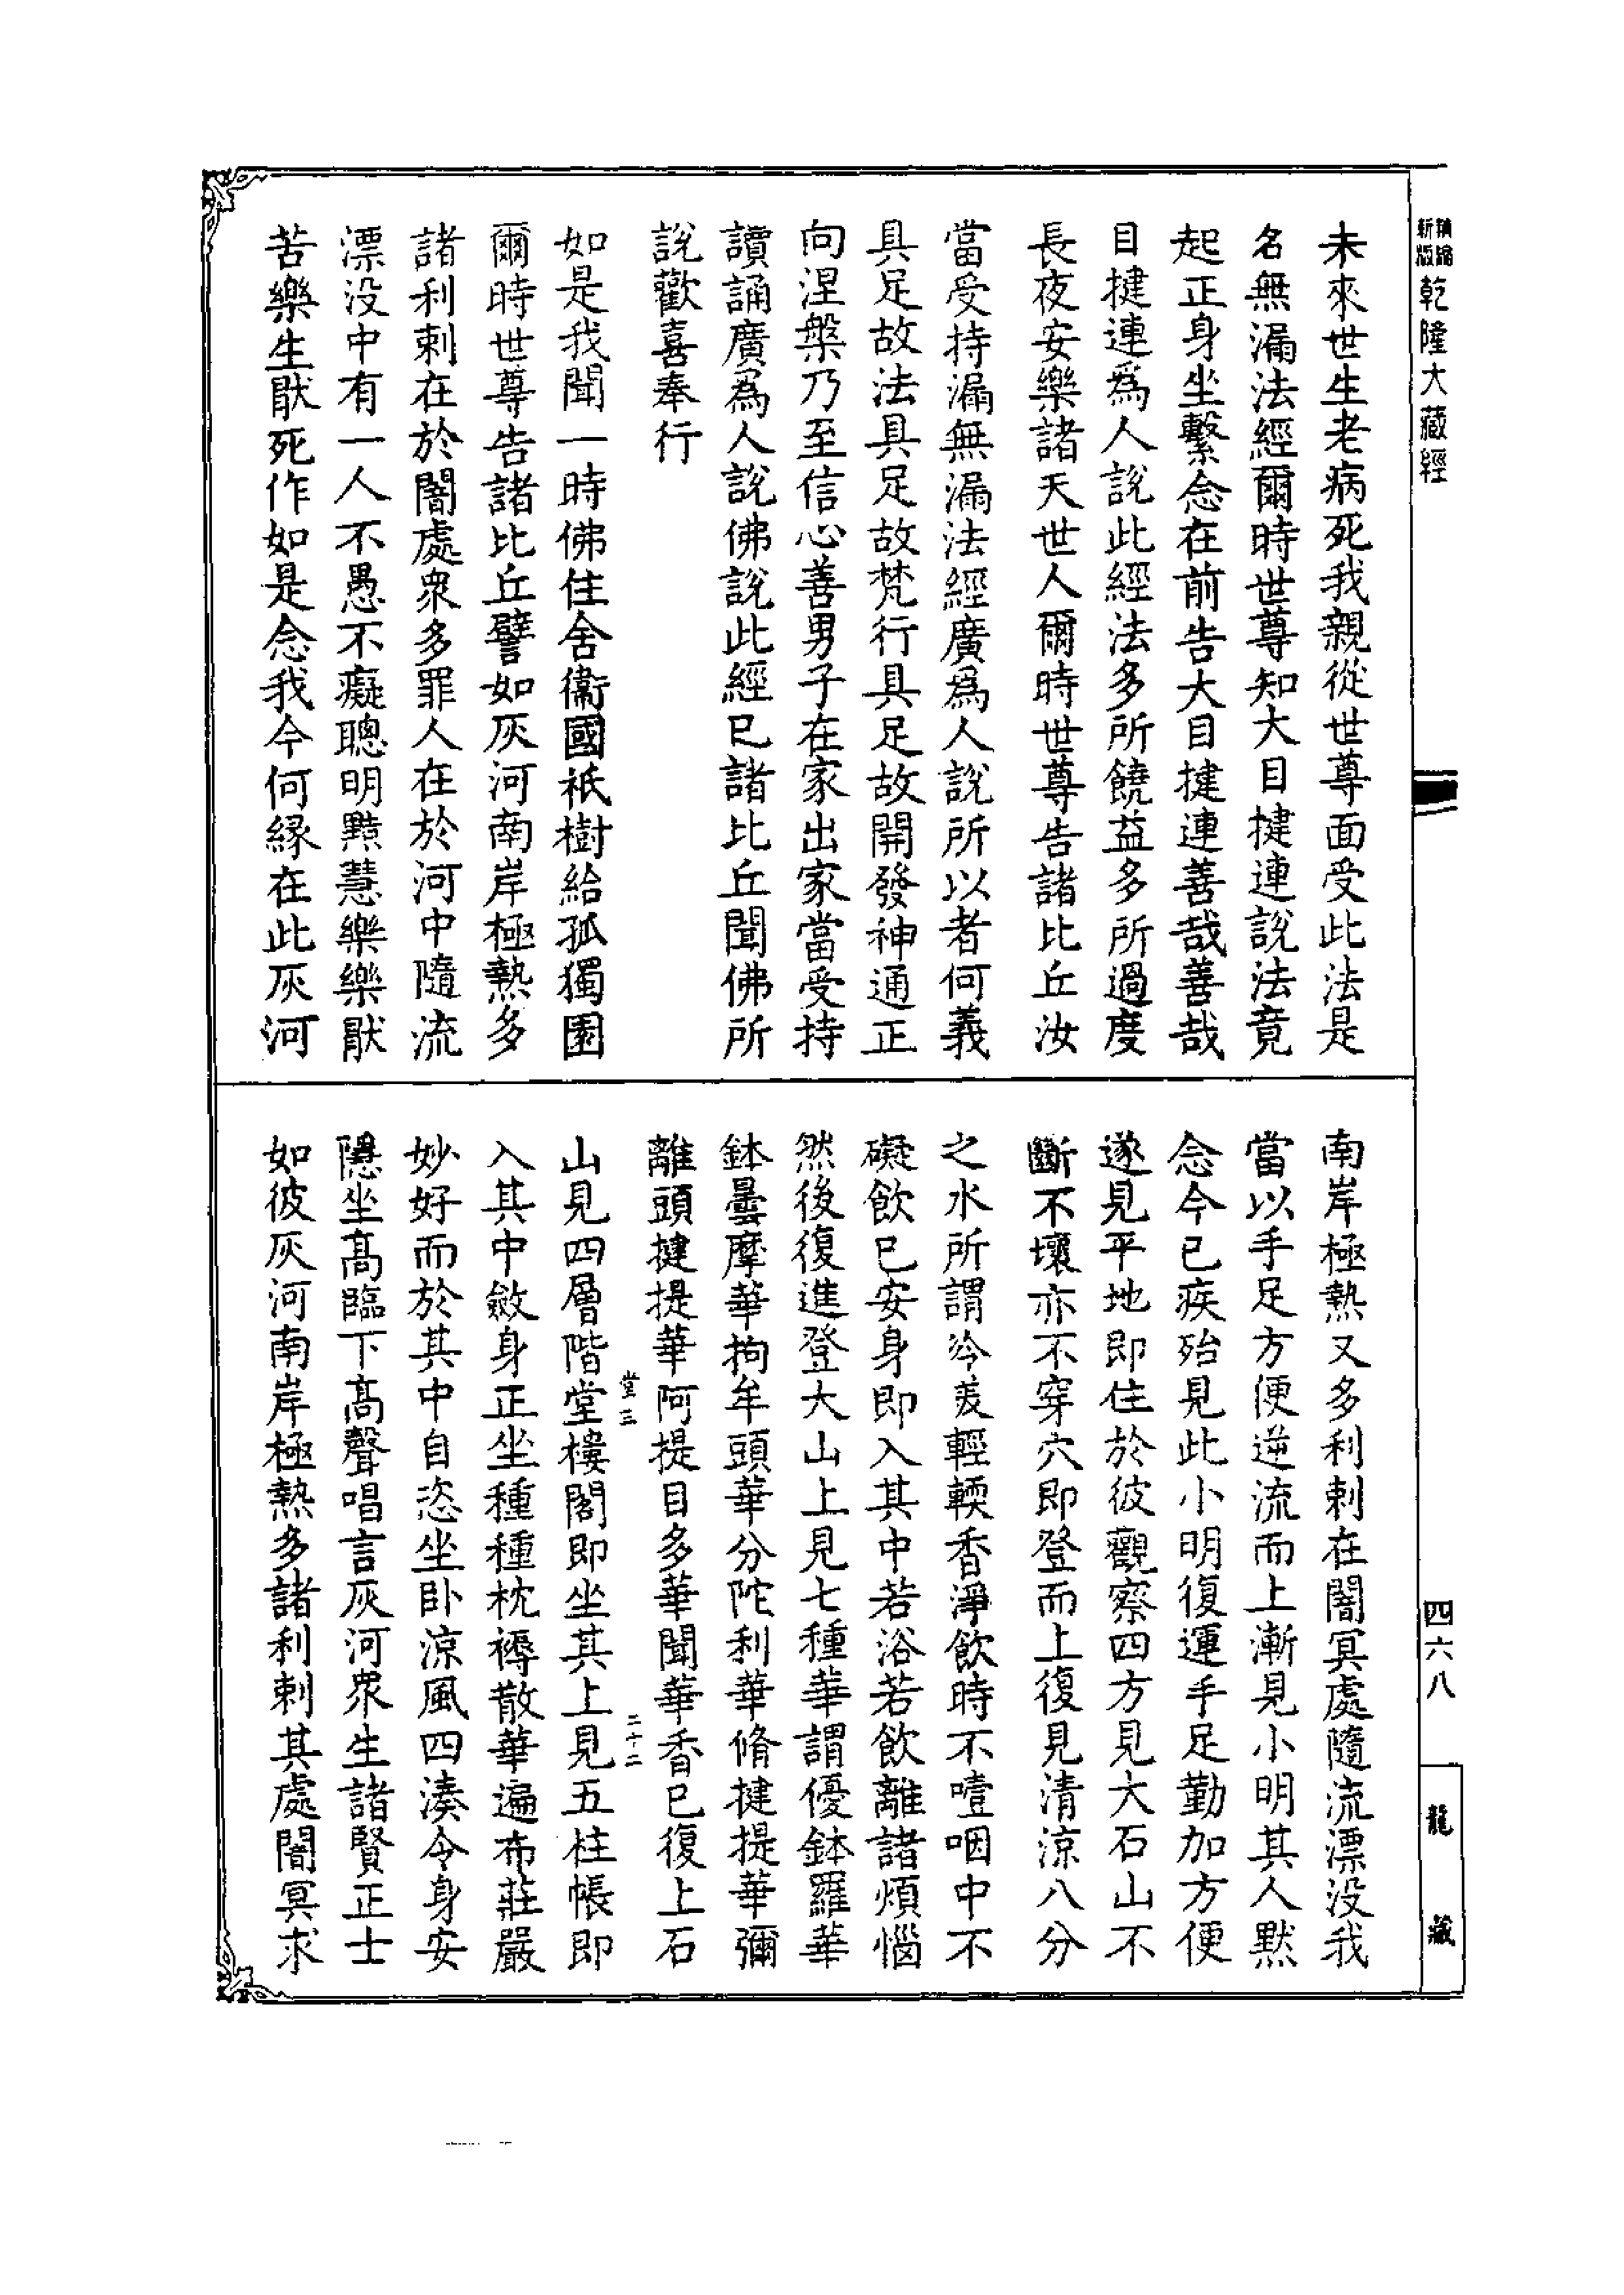 未來世生老病死我親從世尊面受此法是
名無漏法經爾時世尊知大目揵連說法竟
起正身坐繫念在前告大目揵連善哉善哉
目揵連爲人說此經法多所饒益多所過度
長夜安樂諸天世人爾時世尊告諸比丘汝
當受持漏無漏法經廣爲人說所以者何義
具足故法具足故梵行具足故開發神通正
向涅槃乃至信心善男子在家出家當受持
讀誦廣爲人說佛說此經已諸比丘聞佛所
說歡喜奉行
如是我聞一時佛住舍衞國祇樹給孤獨園
爾時世尊告諸比丘譬如灰河南岸極熱多
諸利刺在於闇處衆多罪人在於河中隨流
漂没中有一人不愚不癡聰明黠慧樂樂厭
苦樂生厭死作如是念我今何緣在此灰河
南岸極熱又多利刺在闇冥處隨流漂没我
當以手足方便逆流而上漸見小明其人默
念今已疾殆見此小明復運手足勤加方便
遂見平地即住於彼觀察四方見大石山不
斷不壞亦不穿穴即登而上復見清涼八分
之水所謂冷美輕輭香淨飲時不噎咽中不
礙飲已安身即入其中若浴若飲離諸煩惱
然後復進登大山上見七種華謂優鉢羅華
鉢曇摩華拘牟頭華分陀利華脩揵提華彌
離頭揵提華阿提目多華聞華香已復上石
山見四層階堂樓閣即坐其上見五柱帳即
入其中斂身正坐種種枕褥散華遍布莊嚴
妙好而於其中自恣坐卧涼風四湊令身安
隱坐高臨下高聲唱言灰河衆生諸賢正士
如彼灰河南岸極熱多諸利刺其處闇冥求
堂三
二十二
新版
乾隆大藏經
四六八
龍藏